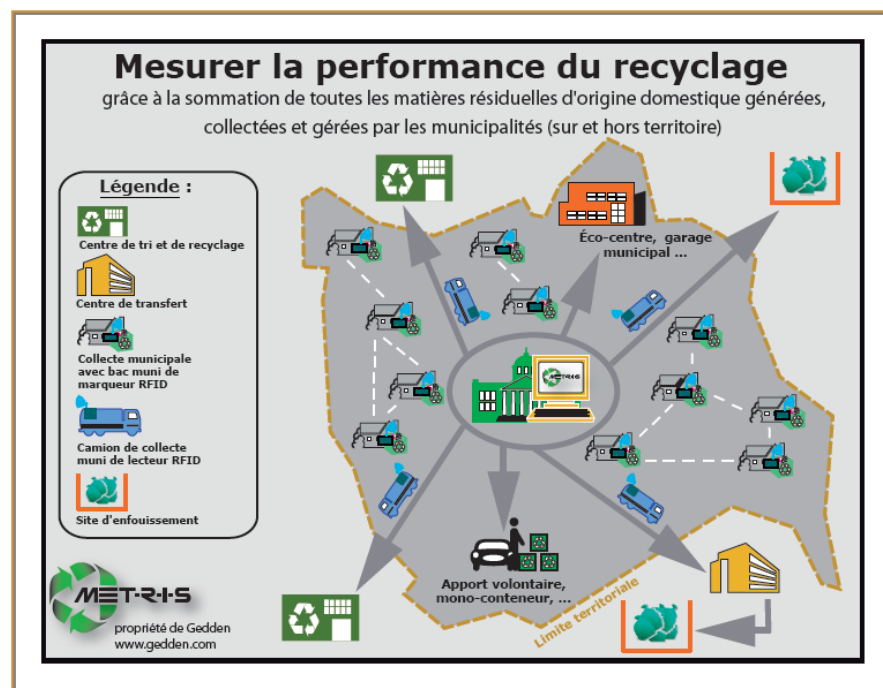 Mesurer la performance du recyclage
grâce à la sommation de toutes les matières résiduelles d'origine domestique générées,
collectées et gérées par les municipalités (sur et hors territoire)
Légende :
Centre de tri et de recyclage
Centre de transfert
Collecte municipale
avec bac muni de
marqueur RFID
Camion de collecte
muni de lecteur RFID
Site d'enfouissement
Éco-centre, garage
municipal ...
MET-R-I-S
Apport volontaire,
mono-conteneur, ...
Limite territoriale
MET-R-I-S
propriété de Gedden
www.gedden.com